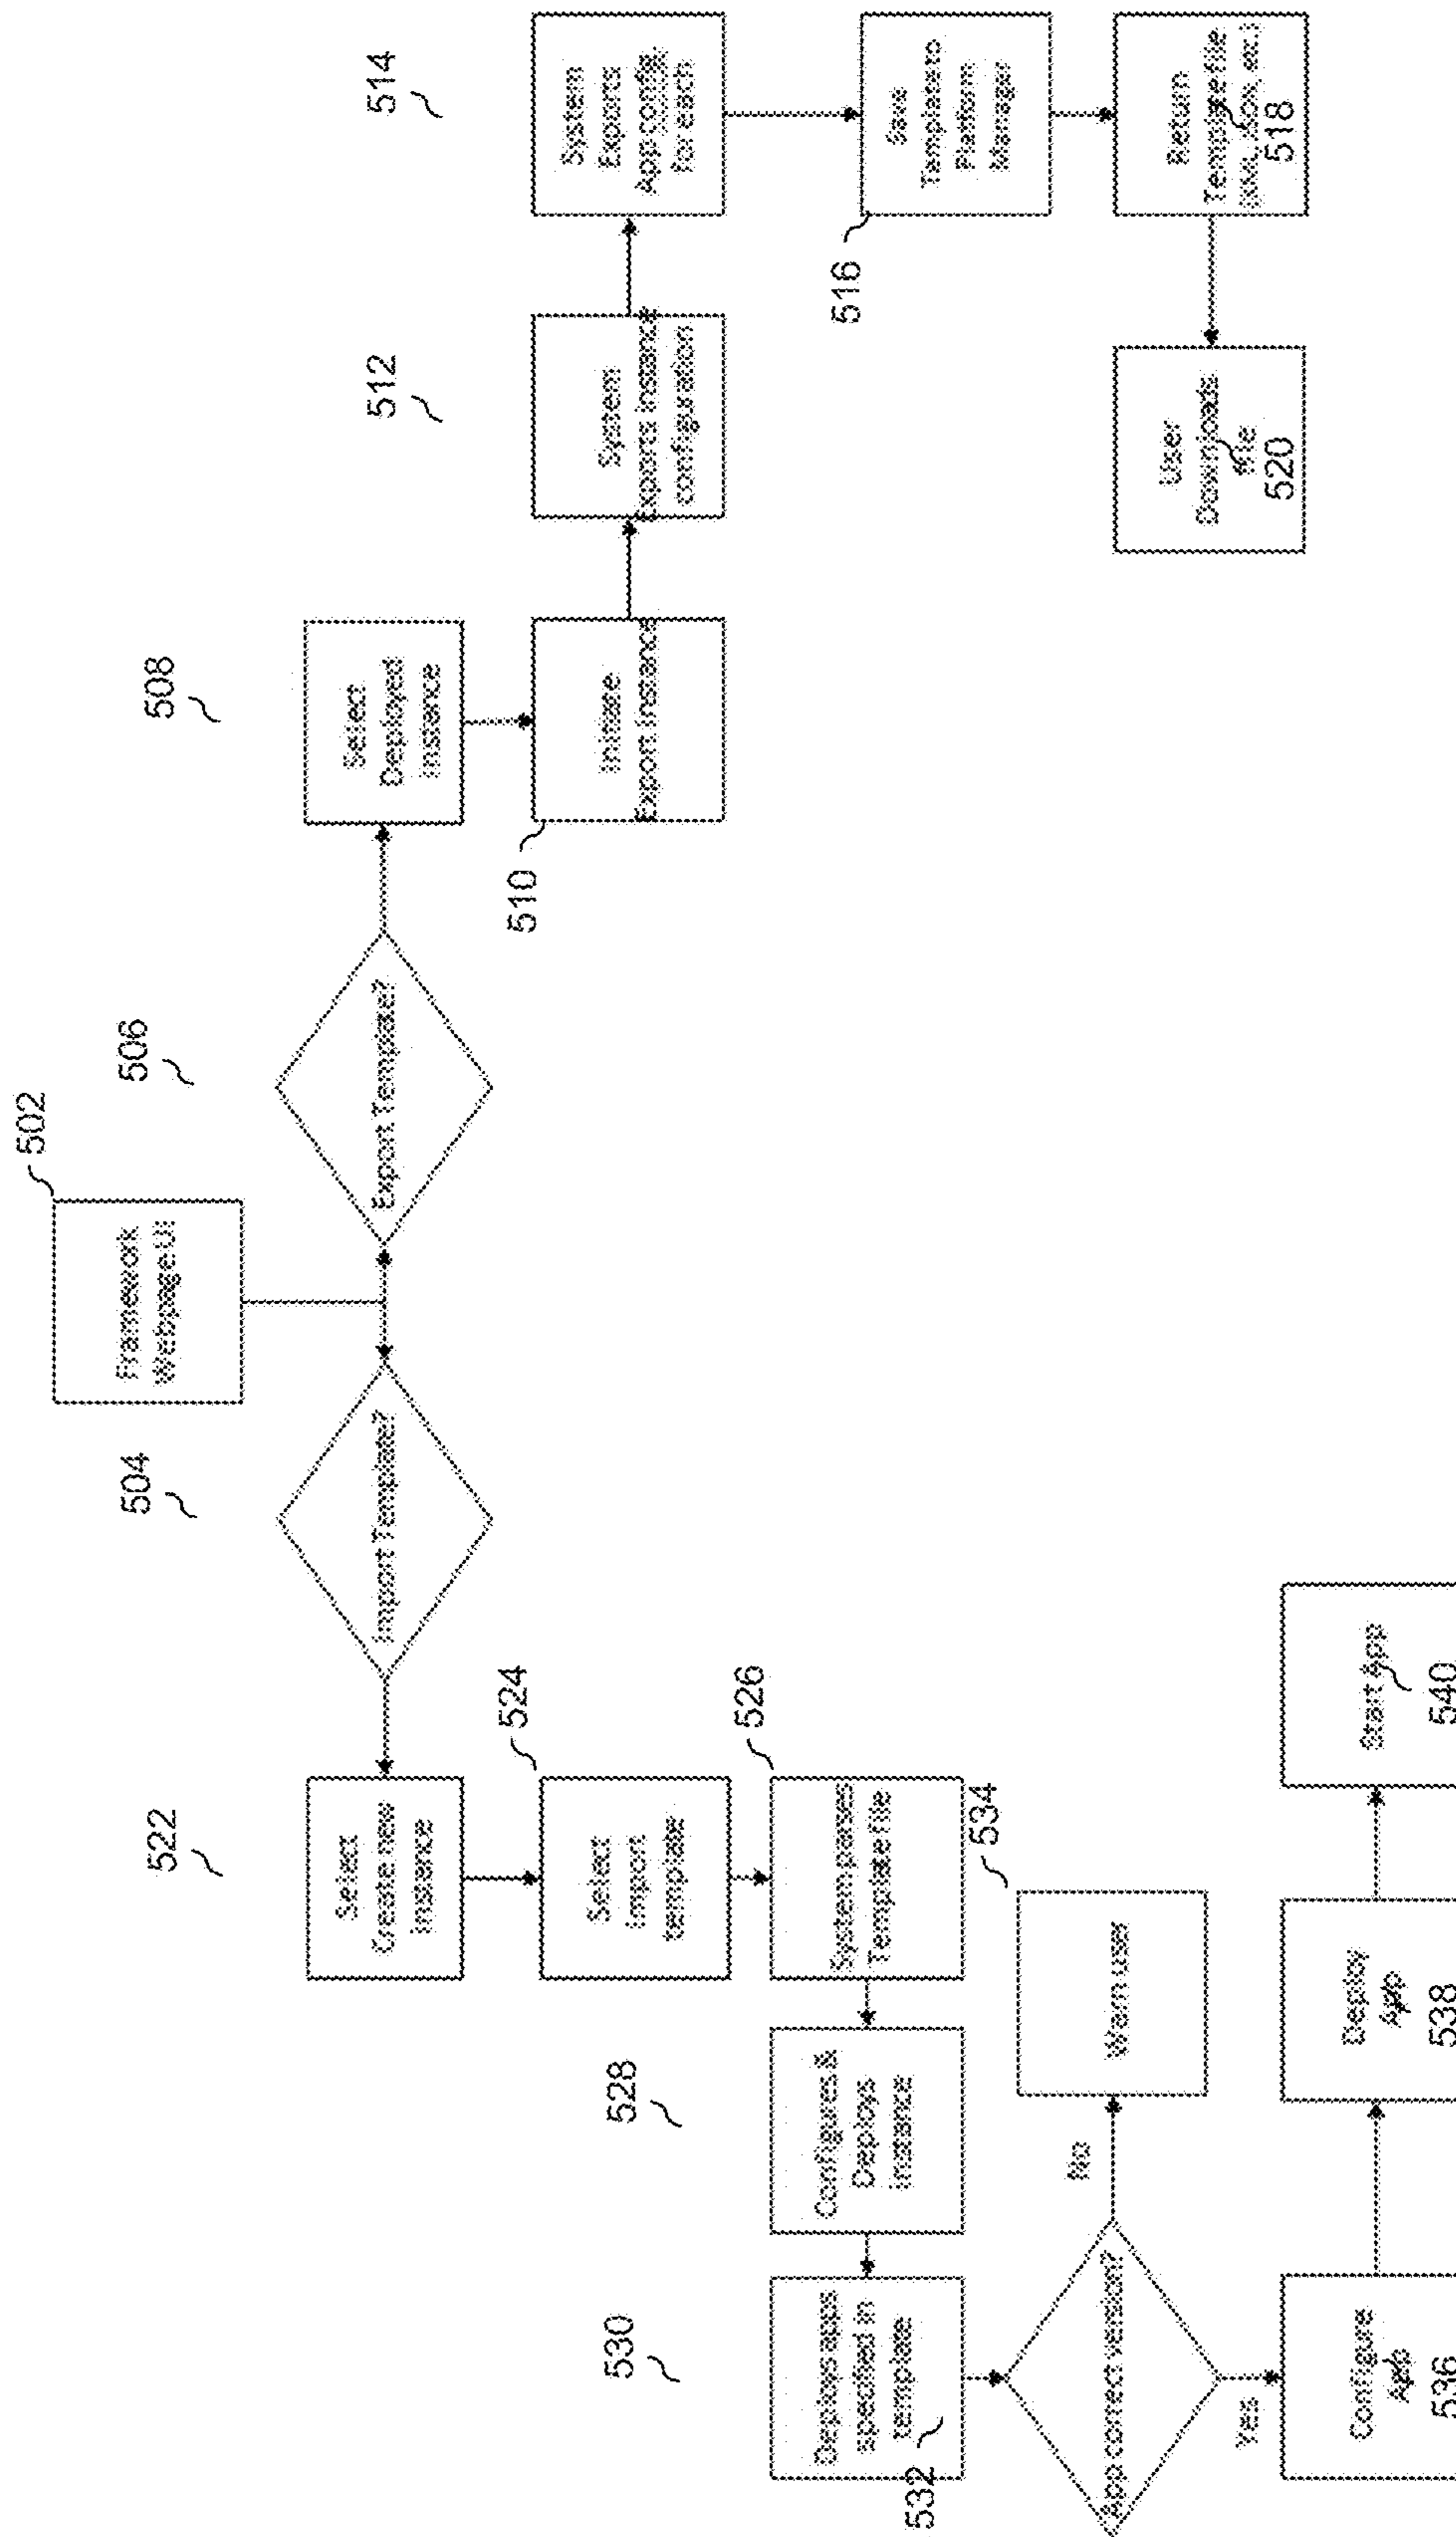 502
Framework
Webpage UI
504
Import Template?
506
Export Template?
508
Select
Deployed
Instance
510
Initiate
Export Instance
512
System
Exports Instance
configuration
514
System
Exports
App config.
for each
516
Save
Template to
Platform
Manager
Return
Template file
518
User
Downloads
file
520
522
Select
Create new
instance
524
Select
import
template
526
System parses
Template file
528
Configures &
Deploys
instance
530
Deploys apps
specified in
template
532
App correct version?
No
534
Warn user
Yes
Configure
App
536
Deploy
App
538
Start App
540